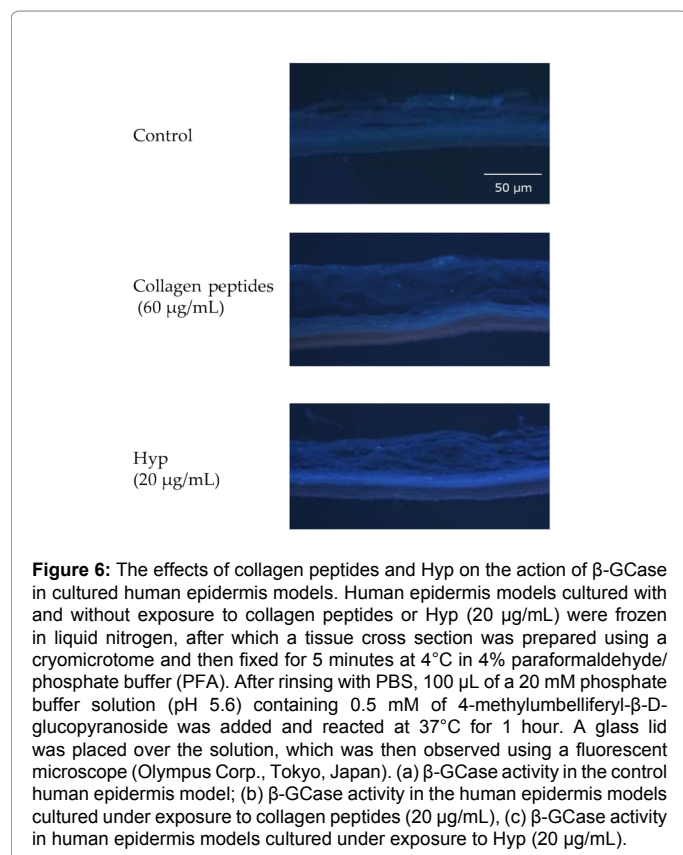 Control
50 µm
Collagen peptides
(60 µg/mL)
Hyp
(20 µg/mL)
Figure 6: The effects of collagen peptides and Hyp on the action of β-GCase
in cultured human epidermis models. Human epidermis models cultured with
and without exposure to collagen peptides or Hyp (20 µg/mL) were frozen
in liquid nitrogen, after which a tissue cross section was prepared using a
cryomicrotome and then fixed for 5 minutes at 4°C in 4% paraformaldehyde/
phosphate buffer (PFA). After rinsing with PBS, 100 µL of a 20 mM phosphate
buffer solution (pH 5.6) containing 0.5 mM of 4-methylumbelliferyl-β-D-
glucopyranoside was added and reacted at 37°C for 1 hour. A glass lid
was placed over the solution, which was then observed using a fluorescent
microscope (Olympus Corp., Tokyo, Japan). (a) β-GCase activity in the control
human epidermis model; (b) β-GCase activity in the human epidermis models
cultured under exposure to collagen peptides (20 µg/mL), (c) β-GCase activity
in human epidermis models cultured under exposure to Hyp (20 µg/mL).